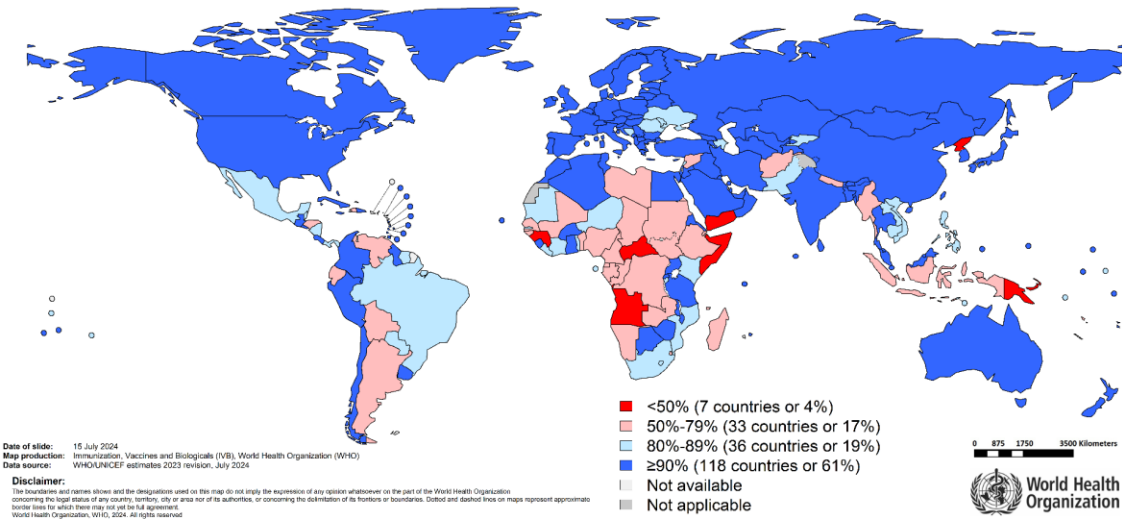 <50% (7 countries or 4%)
50%-79% (33 countries or 17%)
80%-89% (36 countries or 19%)
≥90% (118 countries or 61%)
Not available
Not applicable
0 875 1750 3500 Kilometers
World Health
Organization
Date of slide: 15 July 2024
Map production: Immunization, Vaccines and Biologicals (IVB), World Health Organization (WHO)
Data source: WHO/UNICEF estimates 2023 revision, July 2024
Disclaimer:
The boundaries and names shown and the designations used on this map do not imply the expression of any opinion whatsoever on the part of the World Health Organization
concerning the legal status of any country, territory, city or area nor of its authorities, or concerning the delimitation of its frontiers or boundaries. Dotted and dashed lines on maps represent approximate
border lines for which there may not yet be full agreement.
World Health Organization, WHO, 2024. All rights reserved